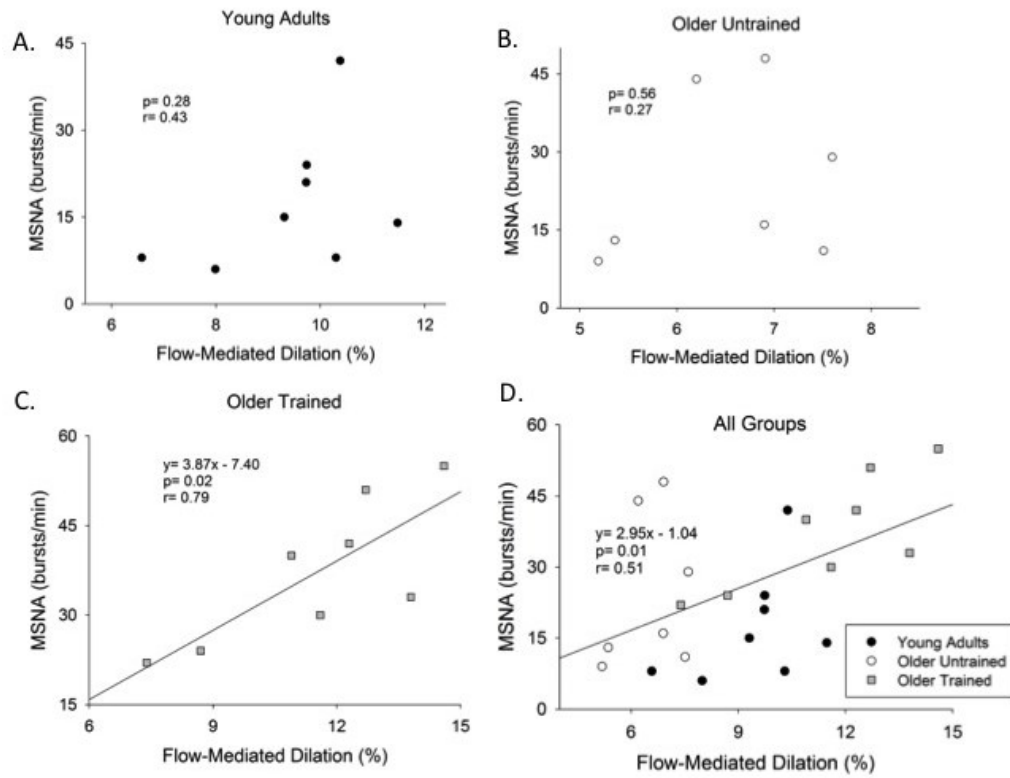 A.
Young Adults
45
30
15
0
p= 0.28
r= 0.43
MSNA (bursts/min)
6 8 10 12
Flow-Mediated Dilation (%)
B.
Older Untrained
45
30
15
0
p= 0.56
r= 0.27
MSNA (bursts/min)
5 6 7 8
Flow-Mediated Dilation (%)
C.
Older Trained
60
45
30
15
y= 3.87x - 7.40
p= 0.02
r= 0.79
MSNA (bursts/min)
6 9 12 15
Flow-Mediated Dilation (%)
D.
All Groups
60
45
30
15
0
y= 2.95x - 1.04
p= 0.01
r= 0.51
MSNA (bursts/min)
Young Adults
Older Untrained
Older Trained
6 9 12 15
Flow-Mediated Dilation (%)